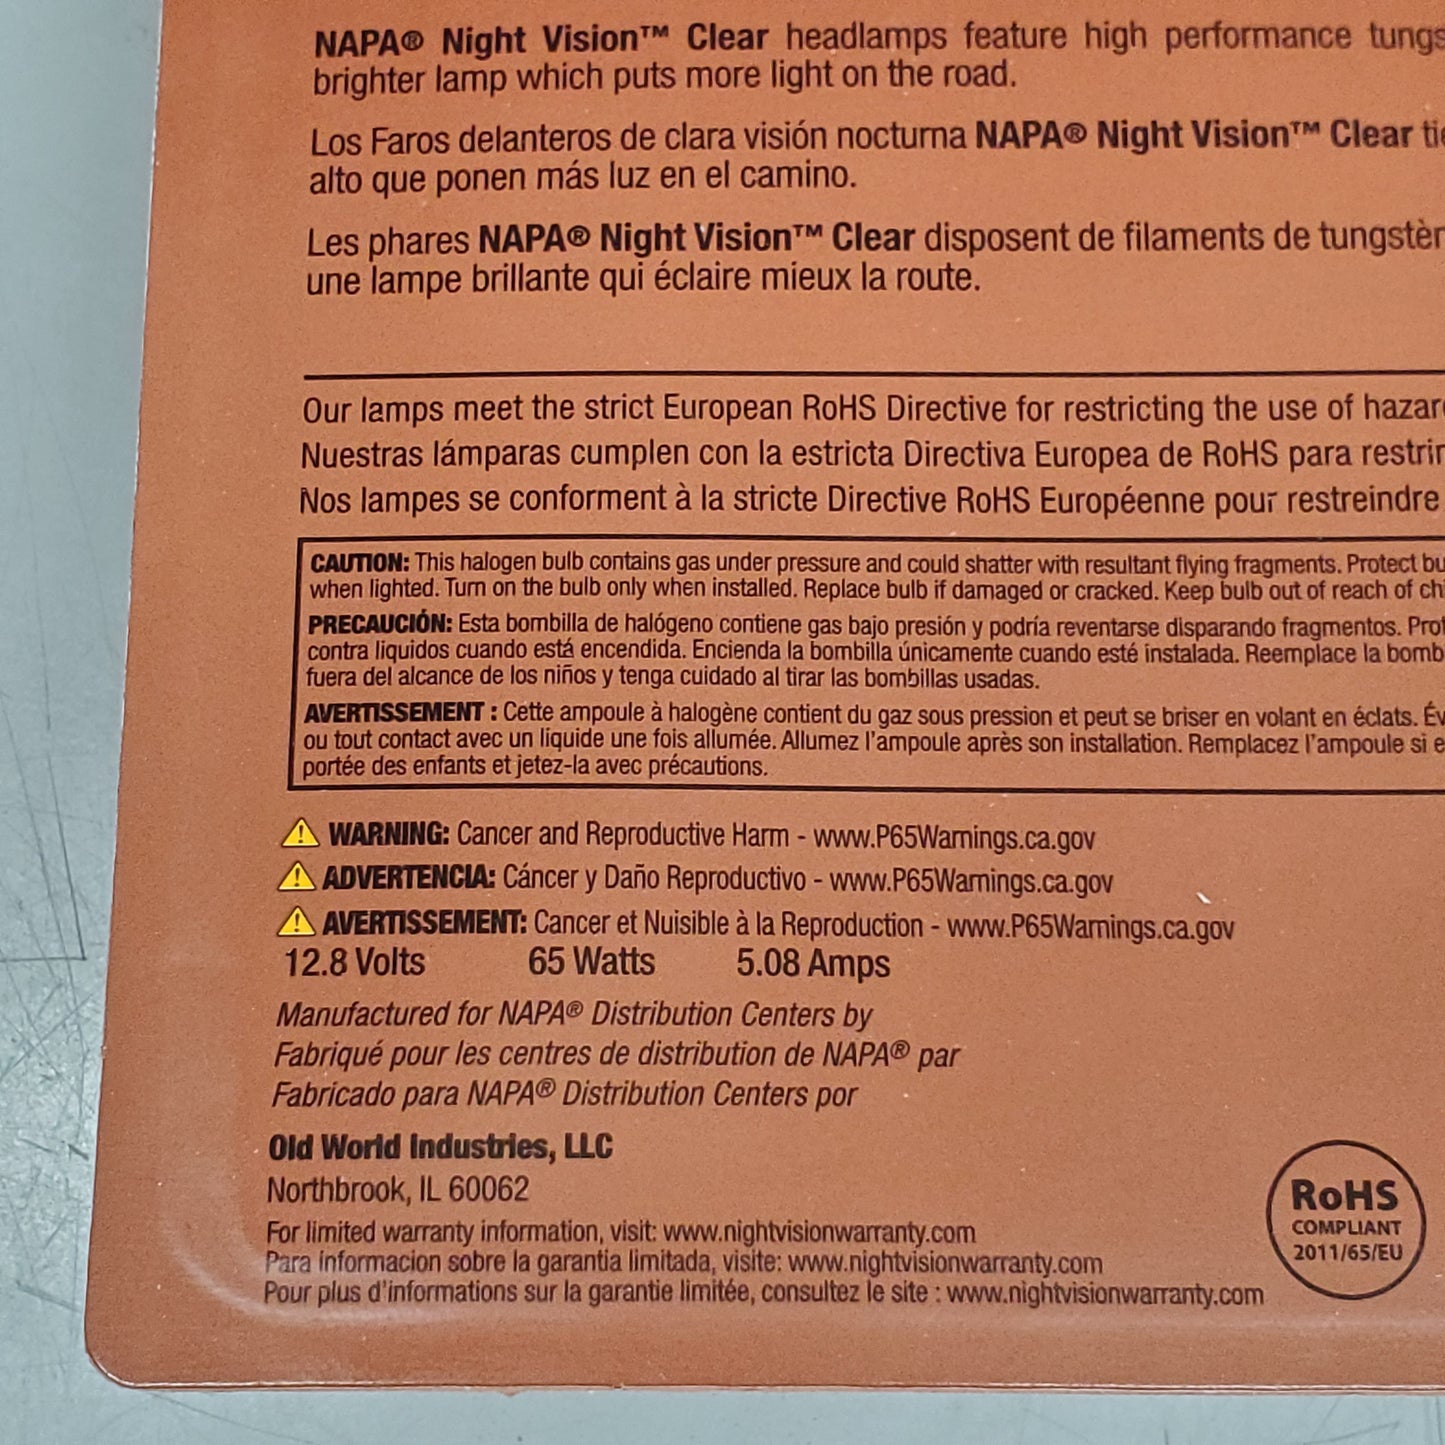 NAPA® Night Vision™ Clear headlamps feature high performance
brighter lamp which puts more light on the road.
Los Faros delanteros de clara visión nocturna NAPA® Night Vision™ Clear
alto que ponen más luz en el camino.
Les phares NAPA® Night Vision™ Clear disposent de filaments de
une lampe brillante qui éclaire mieux la route.
Our lamps meet the strict European RoHS Directive for restricting the use of
Nuestras lámparas cumplen con la estricta Directiva Europea de RoHS para
Nos lampes se conforment à la stricte Directive RoHS Européenne pour restreindre
CAUTION: This halogen bulb contains gas under pressure and could shatter with resultant flying fragments. Protect
when lighted. Turn on the bulb only when installed. Replace bulb if damaged or cracked. Keep bulb out of reach of
PRECAUCIÓN: Esta bombilla de halógeno contiene gas bajo presión y podría reventarse disparando fragmentos.
contra liquidos cuando está encendida. Encienda la bombilla únicamente cuando esté instalada. Reemplace la
fuera del alcance de los niños y tenga cuidado al tirar las bombillas usadas.
AVERTISSEMENT : Cette ampoule à halogène contient du gaz sous pression et peut se briser en volant en éclats.
ou tout contact avec un liquide une fois allumée. Allumez l'ampoule après son installation. Remplacez l'ampoule si
portée des enfants et jetez-la avec précautions.
WARNING: Cancer and Reproductive Harm - www.P65Warnings.ca.gov
ADVERTENCIA: Cáncer y Daño Reproductivo - www.P65Warnings.ca.gov
AVERTISSEMENT: Cancer et Nuisible à la Reproduction - www.P65Warnings.ca.gov
12.8 Volts 65 Watts 5.08 Amps
Manufactured for NAPA® Distribution Centers by
Fabriqué pour les centres de distribution de NAPA® par
Fabricado para NAPA® Distribution Centers por
Old World Industries, LLC
Northbrook, IL 60062
For limited warranty information, visit: www.nightvisionwarranty.com
Para informacion sobre la garantia limitada, visite: www.nightvisionwarranty.com
Pour plus d'informations sur la garantie limitée, consultez le site : www.nightvisionwarranty.com
RoHS
COMPLIANT
2011/65/EU